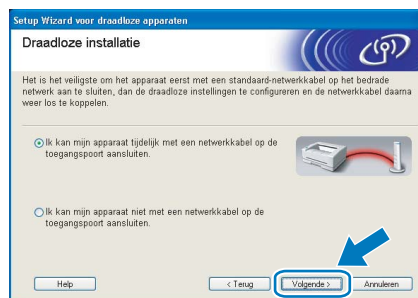 Setup Wizard voor draadloze apparaten
Draadloze installatie
Het is het veiligste om het apparaat eerst met een standaard-netwerkkabel op het bedrade
netwerk aan te sluiten, dan de draadloze instellingen te configureren en de netwerkkabel daarna
weer los te koppelen.
Ik kan mijn apparaat tijdelijk met een netwerkkabel op de
toegangspoort aansluiten.
Ik kan mijn apparaat niet met een netwerkkabel op de
toegangspoort aansluiten.
Help < Terug Volgende > Annuleren